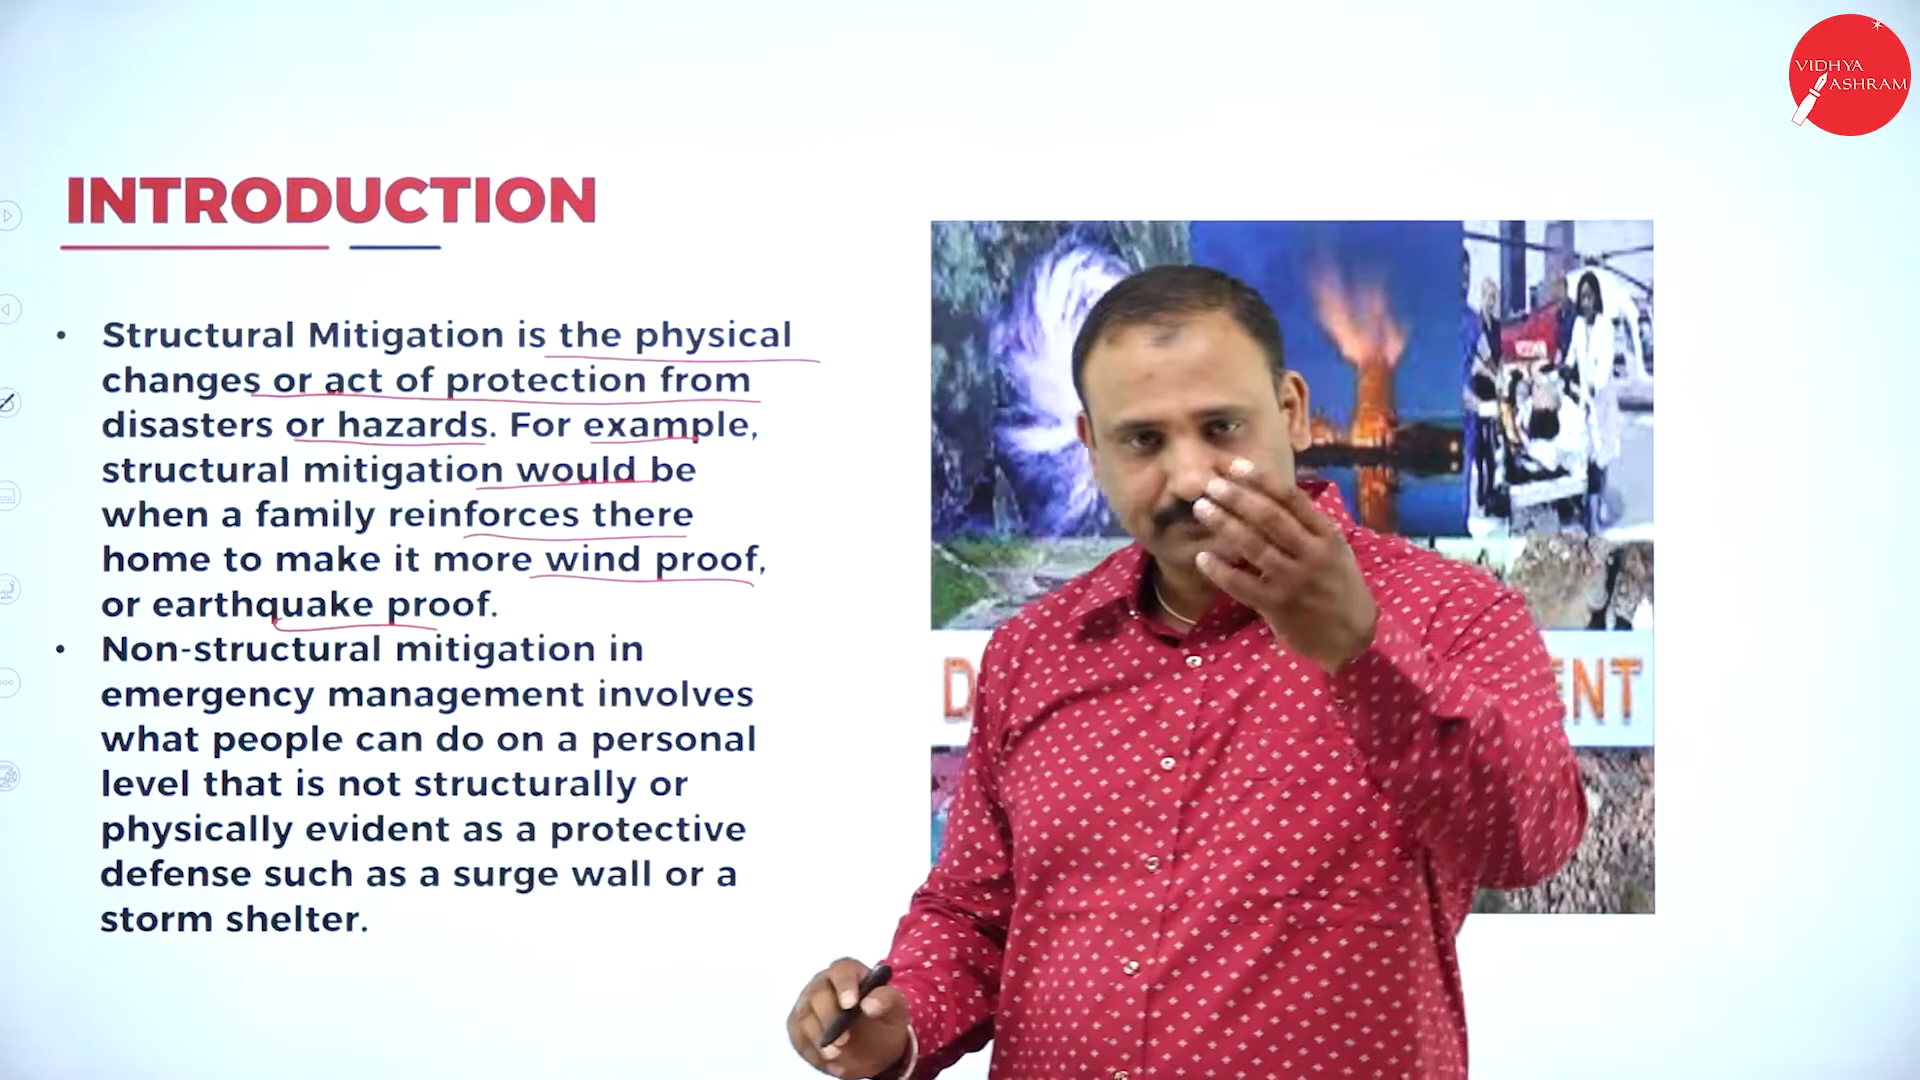 VIDHYA
ASHRAM
INTRODUCTION
• Structural Mitigation is the physical
changes or act of protection from
disasters or hazards. For example,
structural mitigation would be
when a family reinforces there
home to make it more wind proof,
or earthquake proof.
• Non-structural mitigation in
emergency management involves
what people can do on a personal
level that is not structurally or
physically evident as a protective
defense such as a surge wall or a
storm shelter.
D
ENT